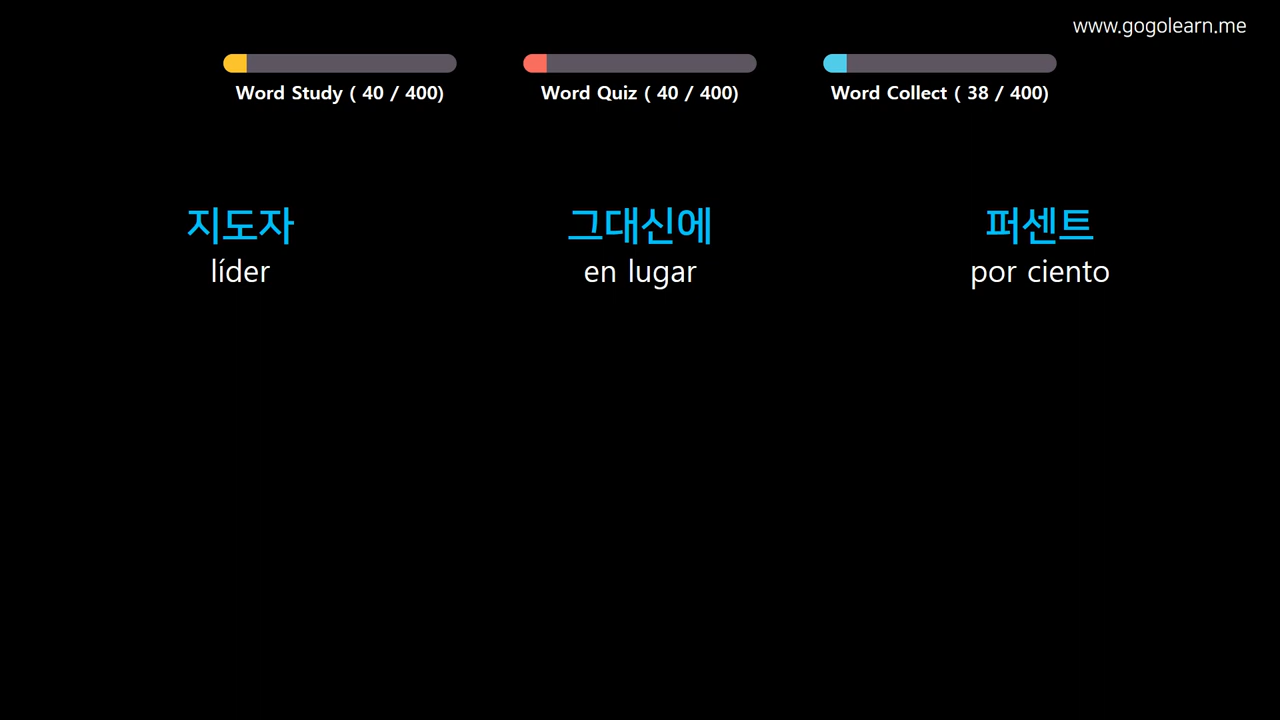 www.gogolearn.me
Word Study ( 40 / 400)
Word Quiz ( 40 / 400)
Word Collect ( 38 / 400)
지도자
líder
그대신에
en lugar
퍼센트
por ciento